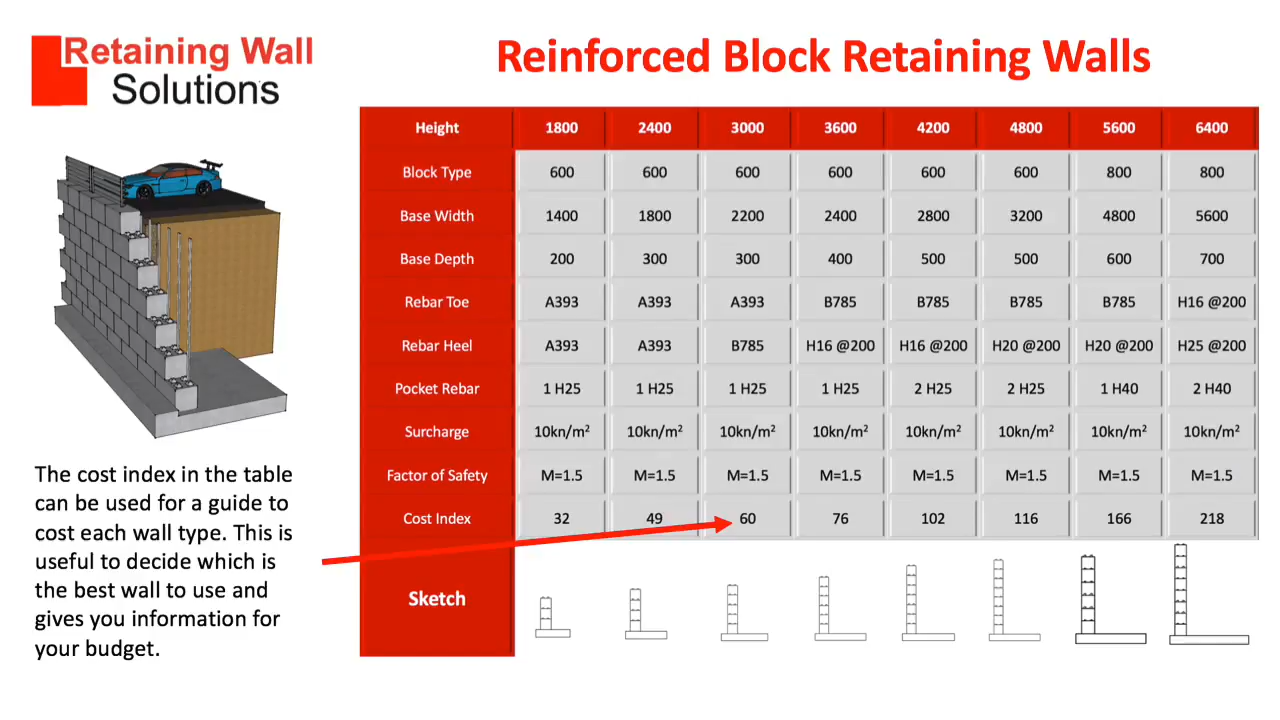 Retaining Wall
Solutions
Reinforced Block Retaining Walls
Height 1800 2400 3000 3600 4200 4800 5600 6400
Block Type 600 600 600 600 600 600 800 800
Base Width 1400 1800 2200 2400 2800 3200 4800 5600
Base Depth 200 300 300 400 500 500 600 700
Rebar Toe A393 A393 A393 B785 B785 B785 B785 H16 @200
Rebar Heel A393 A393 B785 H16 @200 H16 @200 H20 @200 H20 @200 H25 @200
Pocket Rebar 1 H25 1 H25 1 H25 1 H25 2 H25 2 H25 1 H40 2 H40
Surcharge 10kn/m² 10kn/m² 10kn/m² 10kn/m² 10kn/m² 10kn/m² 10kn/m² 10kn/m²
Factor of Safety M=1.5 M=1.5 M=1.5 M=1.5 M=1.5 M=1.5 M=1.5 M=1.5
Cost Index 32 49 60 76 102 116 166 218
Sketch
The cost index in the table
can be used for a guide to
cost each wall type. This is
useful to decide which is
the best wall to use and
gives you information for
your budget.